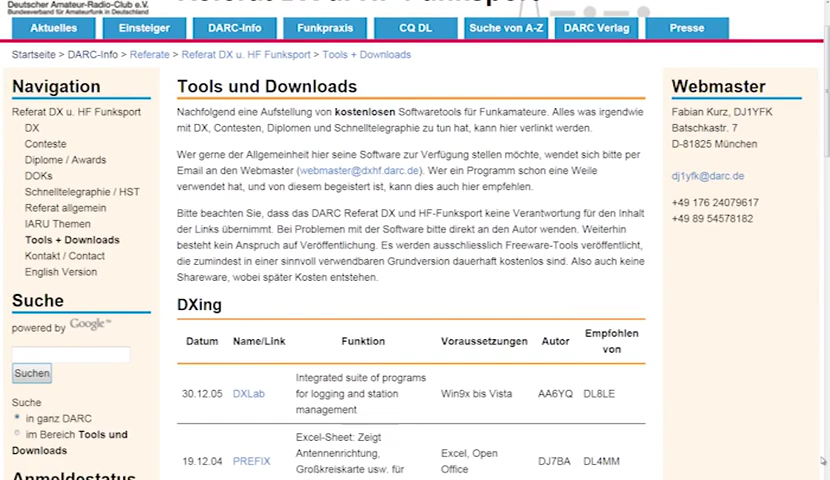 Deutscher Amateur-Radio-Club e.V.
Bundesverband für Amateurfunk in Deutschland
Aktuelles Einsteiger DARC-Info Funkpraxis CQ DL Suche von A-Z DARC Verlag Presse
Startseite > DARC-Info > Referate > Referat DX u. HF Funksport > Tools + Downloads
Navigation
Referat DX u. HF Funksport
DX
Conteste
Diplome / Awards
DOKs
Schnelltelegraphie / HST
Referat allgemein
IARU Themen
Tools + Downloads
Kontakt / Contact
English Version
Suche
powered by Google™
Suchen
Suche
in ganz DARC
im Bereich Tools und
Downloads
Anmeldestatus
Tools und Downloads
Nachfolgend eine Aufstellung von kostenlosen Softwaretools für Funkamateure. Alles was irgendwie
mit DX, Contesten, Diplomen und Schnelltelegraphie zu tun hat, kann hier verlinkt werden.
Wer gerne der Allgemeinheit hier seine Software zur Verfügung stellen möchte, wendet sich bitte per
Email an den Webmaster (webmaster@dxhf.darc.de). Wer ein Programm schon eine Weile
verwendet hat, und von diesem begeistert ist, kann dies auch hier empfehlen.
Bitte beachten Sie, dass das DARC Referat DX und HF-Funksport keine Verantwortung für den Inhalt
der Links übernimmt. Bei Problemen mit der Software bitte direkt an den Autor wenden. Weiterhin
besteht kein Anspruch auf Veröffentlichung. Es werden ausschliesslich Freeware-Tools veröffentlicht,
die zumindest in einer sinnvoll verwendbaren Grundversion dauerhaft kostenlos sind. Also auch keine
Shareware, wobei später Kosten entstehen.
DXing
Datum Name/Link Funktion Voraussetzungen Autor Empfohlen
von
30.12.05 DXLab Integrated suite of programs
for logging and station
management Win9x bis Vista AA6YQ DL8LE
19.12.04 PREFIX Excel-Sheet: Zeigt
Antennenrichtung,
Großkreiskarte usw. für Excel, Open
Office DJ7BA DL4MM
Webmaster
Fabian Kurz, DJ1YFK
Batschkastr. 7
D-81825 München
dj1yfk@darc.de
+49 176 24079617
+49 89 54578182